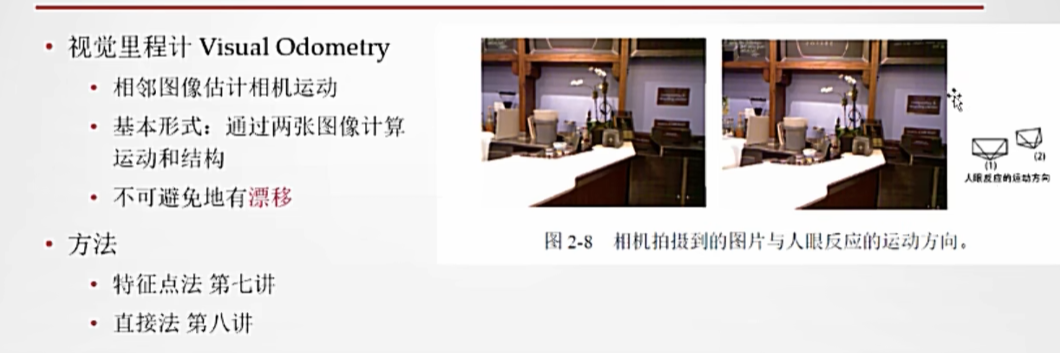 视觉里程计 Visual Odometry
相邻图像估计相机运动
基本形式：通过两张图像计算
运动和结构
不可避免地有漂移
方法
特征点法 第七讲
直接法 第八讲
(1)
(2)
人眼反应的运动方向
图 2-8 相机拍摄到的图片与人眼反应的运动方向。